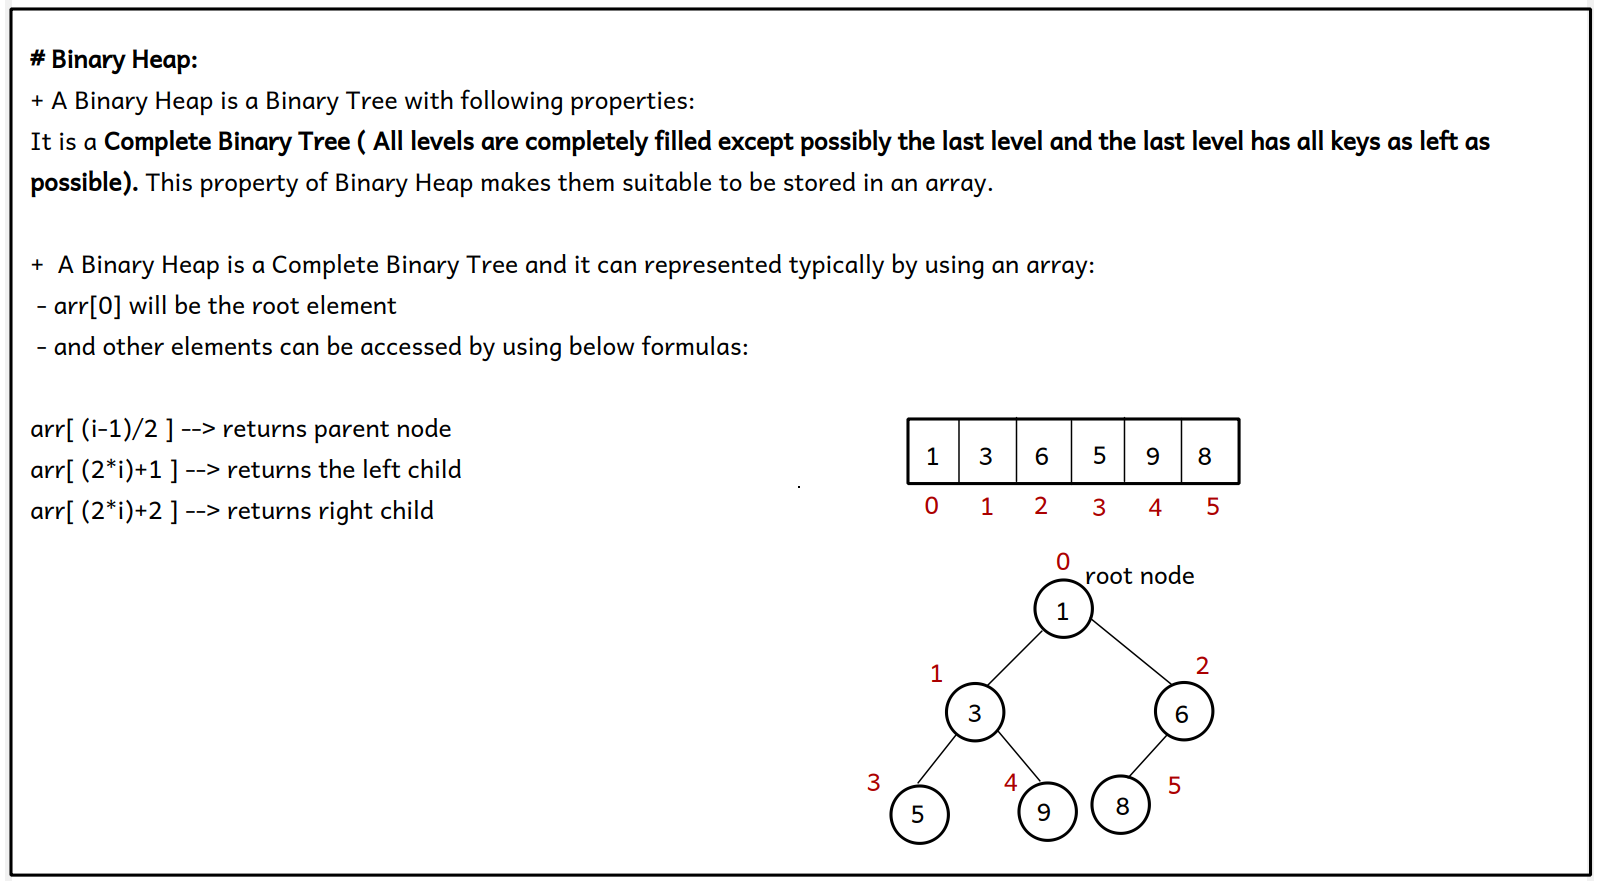 # Binary Heap:
+ A Binary Heap is a Binary Tree with following properties:
It is a Complete Binary Tree ( All levels are completely filled except possibly the last level and the last level has all keys as left as
possible). This property of Binary Heap makes them suitable to be stored in an array.
+ A Binary Heap is a Complete Binary Tree and it can represented typically by using an array:
- arr[0] will be the root element
- and other elements can be accessed by using below formulas:
arr[ (i-1)/2 ] --> returns parent node
arr[ (2*i)+1 ] --> returns the left child
arr[ (2*i)+2 ] --> returns right child
1 3 6 5 9 8
0 1 2 3 4 5
0
root node
1
1
2
3
6
3
4
5
5
9
8